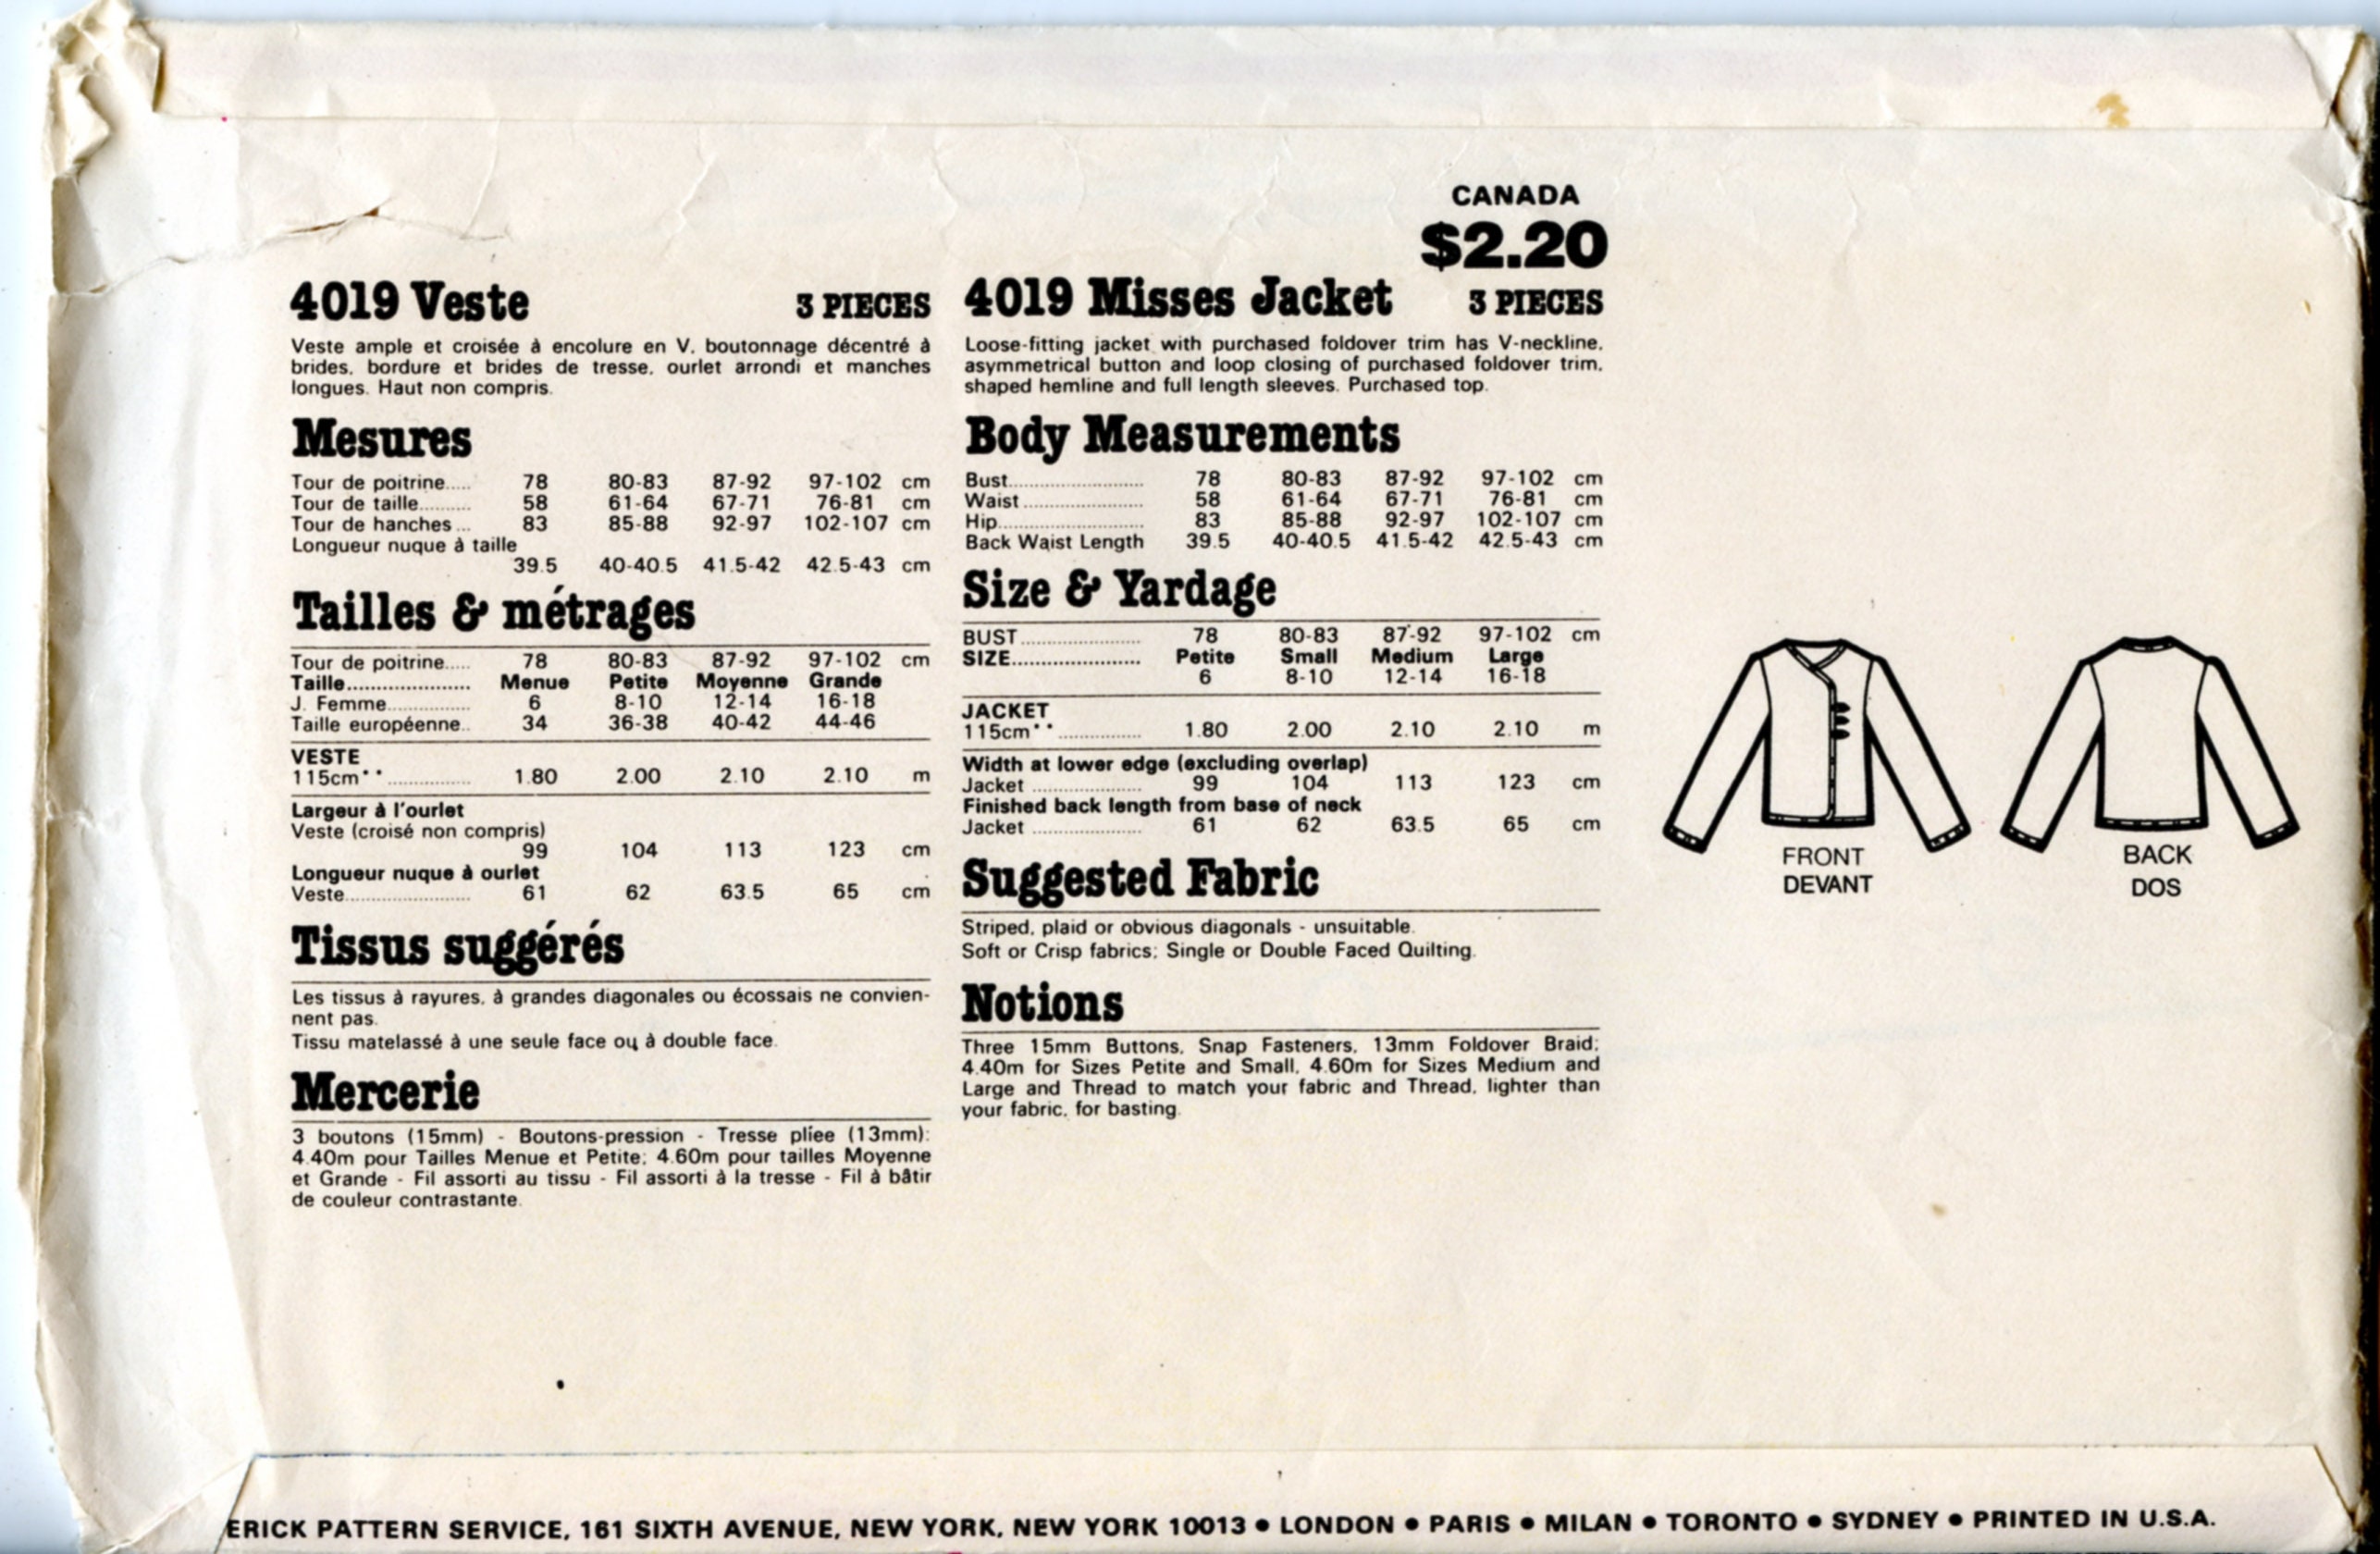 4019 Veste 3 PIECES
Veste ample et croisée à encolure en V, boutonnage décentré à
brides, bordure et brides de tresse, ourlet arrondi et manches
longues. Haut non compris.
Mesures
Tour de poitrine..... 78 80-83 87-92 97-102 cm
Tour de taille.......... 58 61-64 67-71 76-81 cm
Tour de hanches ... 83 85-88 92-97 102-107 cm
Longueur nuque à taille
39.5 40-40.5 41.5-42 42.5-43 cm
Tailles & métrages
Tour de poitrine..... 78 80-83 87-92 97-102 cm
Taille..................... Menue Petite Moyenne Grande
J. Femme................ 6 8-10 12-14 16-18
Taille européenne.. 34 36-38 40-42 44-46
VESTE
115cm** ................ 1.80 2.00 2.10 2.10 m
Largeur à l'ourlet
Veste (croisé non compris)
99 104 113 123 cm
Longueur nuque à ourlet
Veste........................ 61 62 63.5 65 cm
Tissus suggérés
Les tissus à rayures, à grandes diagonales ou écossais ne convien-
nent pas.
Tissu matelassé à une seule face ou à double face.
Mercerie
3 boutons (15mm) - Boutons-pression - Tresse pliee (13mm):
4.40m pour Tailles Menue et Petite; 4.60m pour tailles Moyenne
et Grande - Fil assorti au tissu - Fil assorti à la tresse - Fil à bâtir
de couleur contrastante.
CANADA
$2.20
4019 Misses Jacket 3 PIECES
Loose-fitting jacket with purchased foldover trim has V-neckline,
asymmetrical button and loop closing of purchased foldover trim,
shaped hemline and full length sleeves. Purchased top.
Body Measurements
Bust.......................... 78 80-83 87-92 97-102 cm
Waist ....................... 58 61-64 67-71 76-81 cm
Hip............................ 83 85-88 92-97 102-107 cm
Back Waist Length 39.5 40-40.5 41.5-42 42.5-43 cm
Size & Yardage
BUST....................... 78 80-83 87-92 97-102 cm
SIZE...................... Petite Small Medium Large
6 8-10 12-14 16-18
JACKET
115cm** ................ 1.80 2.00 2.10 2.10 m
Width at lower edge (excluding overlap)
Jacket ..................... 99 104 113 123 cm
Finished back length from base of neck
Jacket ..................... 61 62 63.5 65 cm
Suggested Fabric
Striped, plaid or obvious diagonals - unsuitable.
Soft or Crisp fabrics; Single or Double Faced Quilting.
Notions
Three 15mm Buttons, Snap Fasteners, 13mm Foldover Braid;
4.40m for Sizes Petite and Small, 4.60m for Sizes Medium and
Large and Thread to match your fabric and Thread, lighter than
your fabric, for basting.
FRONT
DEVANT
BACK
DOS
ERICK PATTERN SERVICE, 161 SIXTH AVENUE, NEW YORK, NEW YORK 10013 ● LONDON ● PARIS ● MILAN ● TORONTO ● SYDNEY ● PRINTED IN U.S.A.